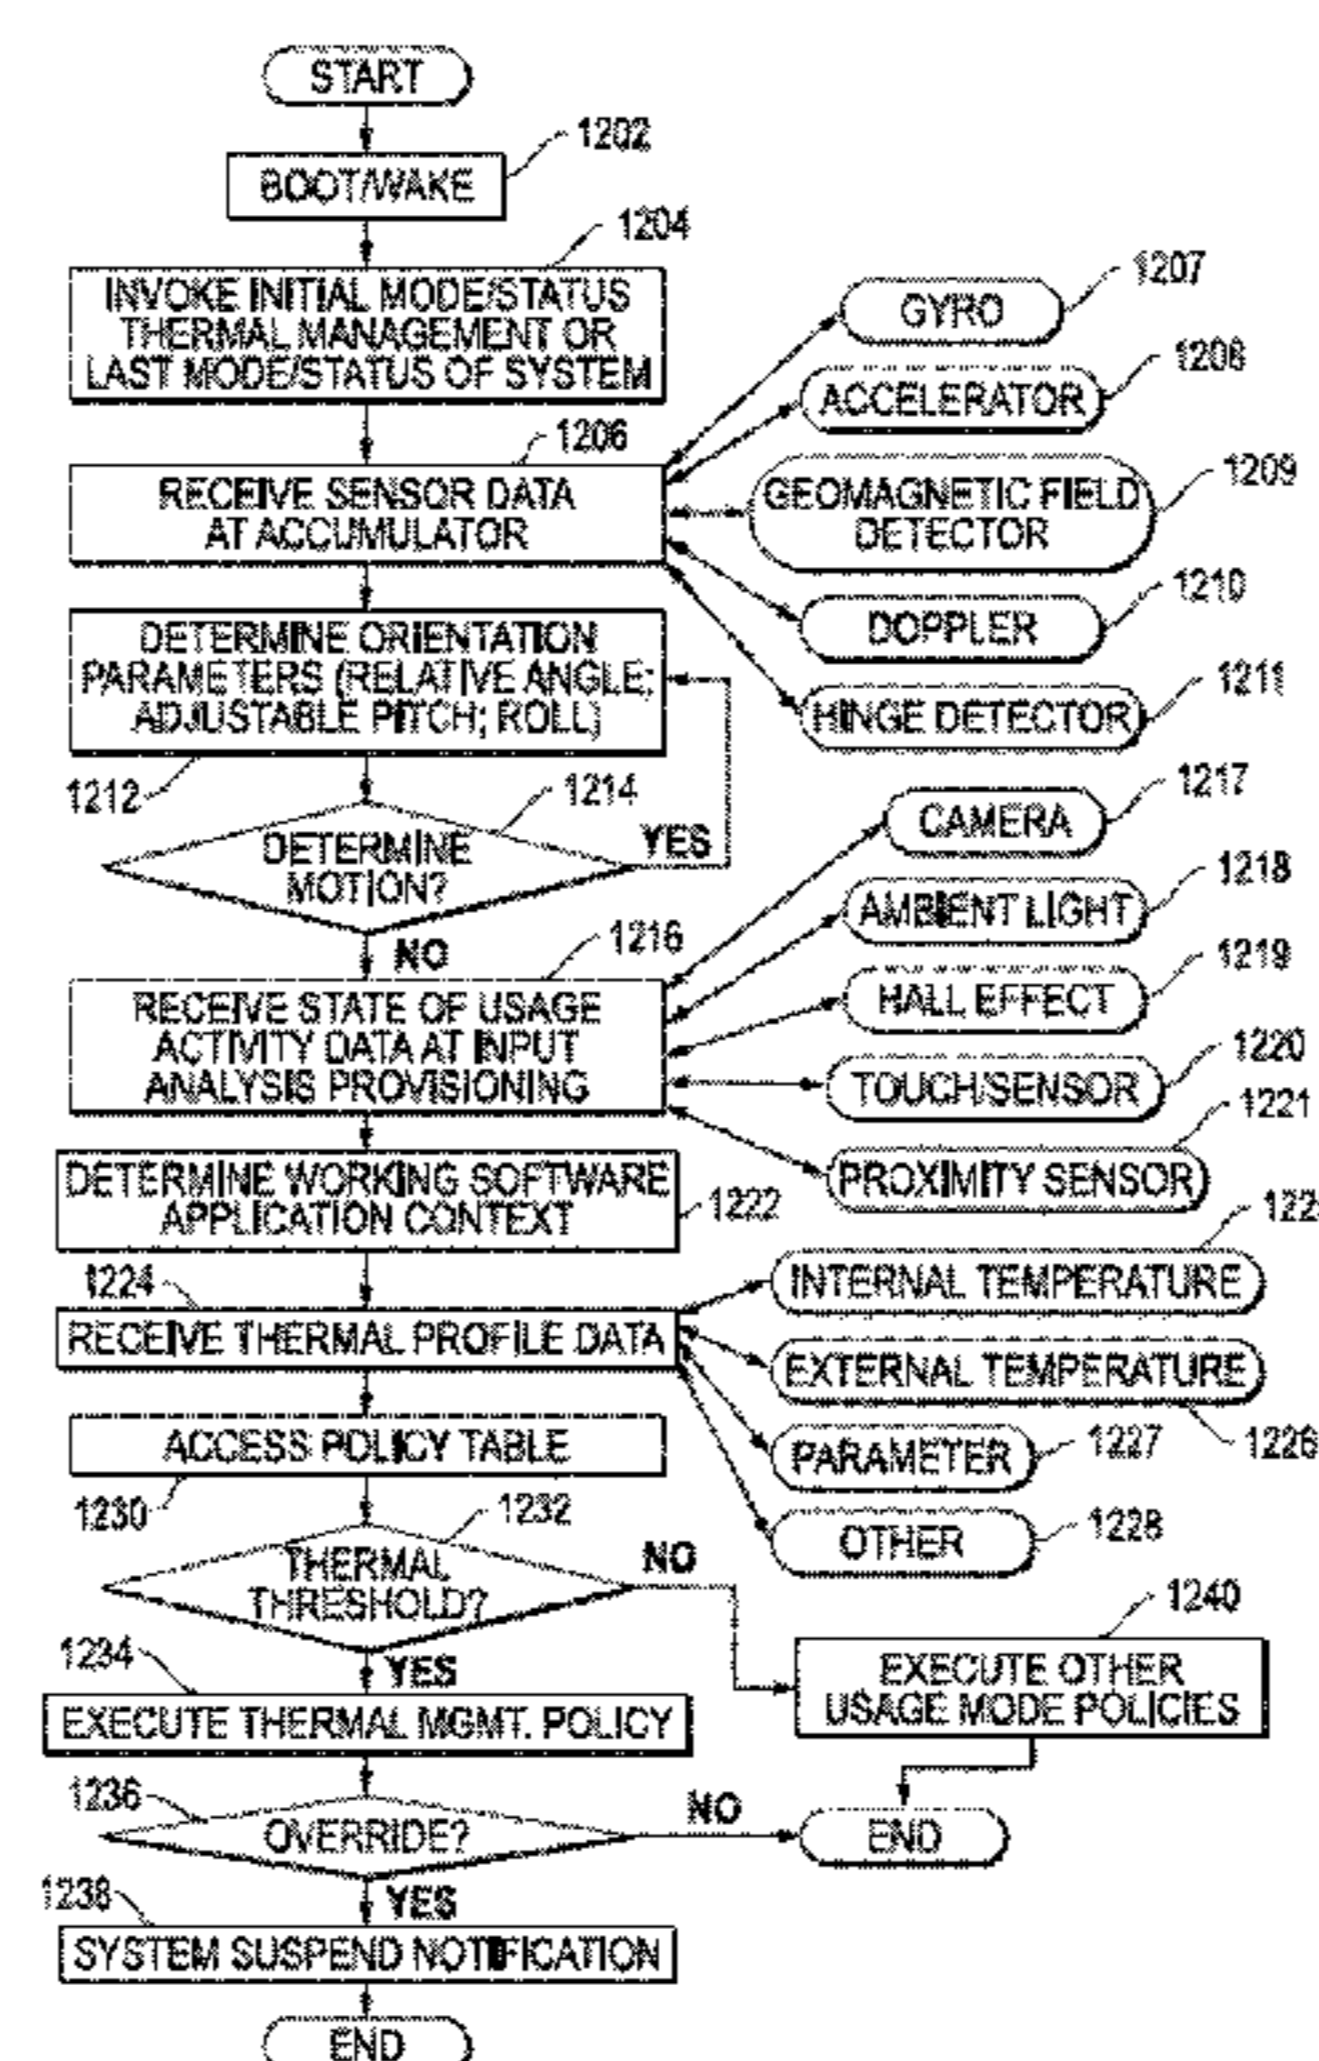 START
1202
BOOT/WAKE
1204
INVOKE INITIAL MODE/STATUS
THERMAL MANAGEMENT OR
LAST MODE/STATUS OF SYSTEM
1207
GYRO
1208
ACCELERATOR
1206
RECEIVE SENSOR DATA
AT ACCUMULATOR
1209
GEOMAGNETIC FIELD
DETECTOR
1210
DOPPLER
1211
HINGE DETECTOR
DETERMINE ORIENTATION
PARAMETERS (RELATIVE ANGLE;
ADJUSTABLE PITCH; ROLL)
1212
1214
DETERMINE
MOTION?
YES
NO
1217
CAMERA
1218
AMBIENT LIGHT
1219
HALL EFFECT
1220
TOUCH/SENSOR
1221
PROXIMITY SENSOR
1216
RECEIVE STATE OF USAGE
ACTIVITY DATA AT INPUT
ANALYSIS PROVISIONING
DETERMINE WORKING SOFTWARE
APPLICATION CONTEXT
1222
1224
RECEIVE THERMAL PROFILE DATA
INTERNAL TEMPERATURE
EXTERNAL TEMPERATURE
1226
PARAMETER
1227
OTHER
1228
ACCESS POLICY TABLE
1230
1232
THERMAL
THRESHOLD?
NO
YES
1240
EXECUTE OTHER
USAGE MODE POLICIES
1234
EXECUTE THERMAL MGMT. POLICY
1236
OVERRIDE?
NO
END
YES
1238
SYSTEM SUSPEND NOTIFICATION
END